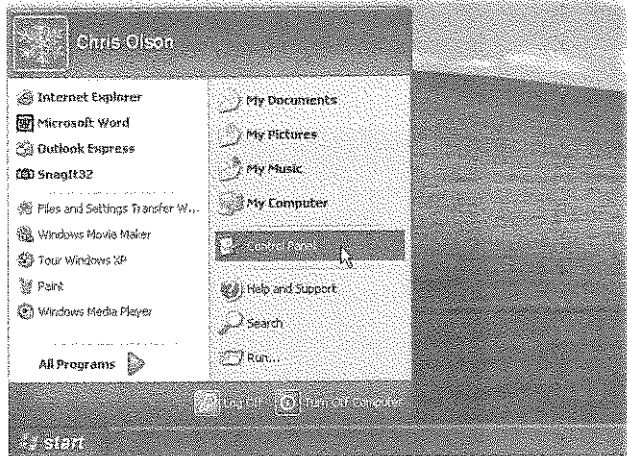 Chris Olson
Internet Explorer
Microsoft Word
Outlook Express
SnagIt32
Files and Settings Transfer W...
Windows Movie Maker
Tour Windows XP
Paint
Windows Media Player
All Programs
My Documents
My Pictures
My Music
My Computer
Control Panel
Help and Support
Search
Run...
Log Off
Turn Off Computer
start